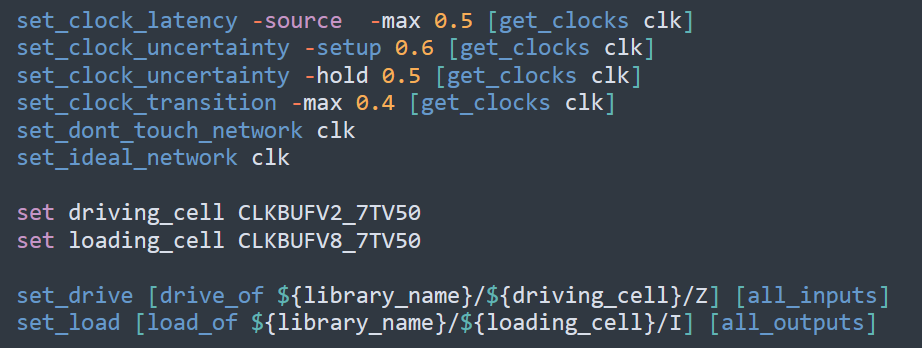 set_clock_latency -source  -max 0.5 [get_clocks clk]
set_clock_uncertainty -setup 0.6 [get_clocks clk]
set_clock_uncertainty -hold 0.5 [get_clocks clk]
set_clock_transition -max 0.4 [get_clocks clk]
set_dont_touch_network clk
set_ideal_network clk
set driving_cell CLKBUFV2_7TV50
set loading_cell CLKBUFV8_7TV50
set_drive [drive_of ${library_name}/${driving_cell}/Z] [all_inputs]
set_load [load_of ${library_name}/${loading_cell}/I] [all_outputs]